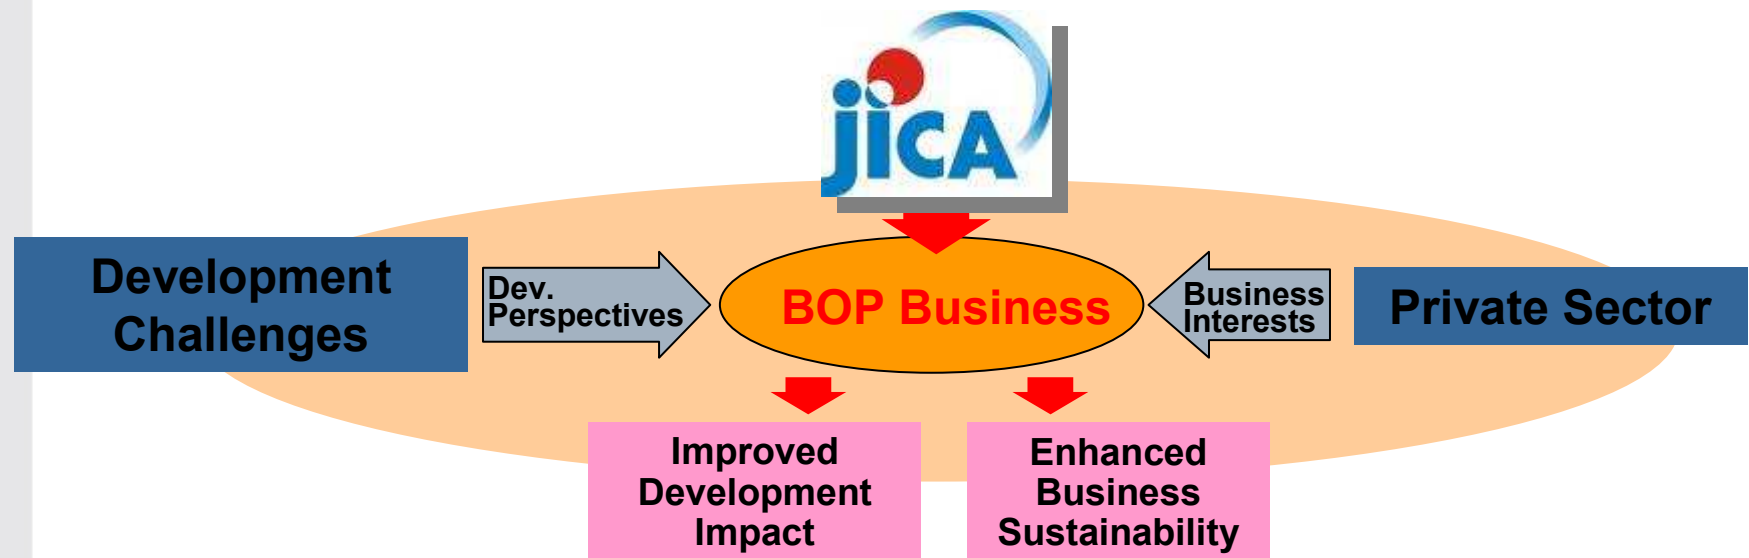 jica
Development
Challenges
Dev.
Perspectives
BOP Business
Business
Interests
Private Sector
Improved
Development
Impact
Enhanced
Business
Sustainability